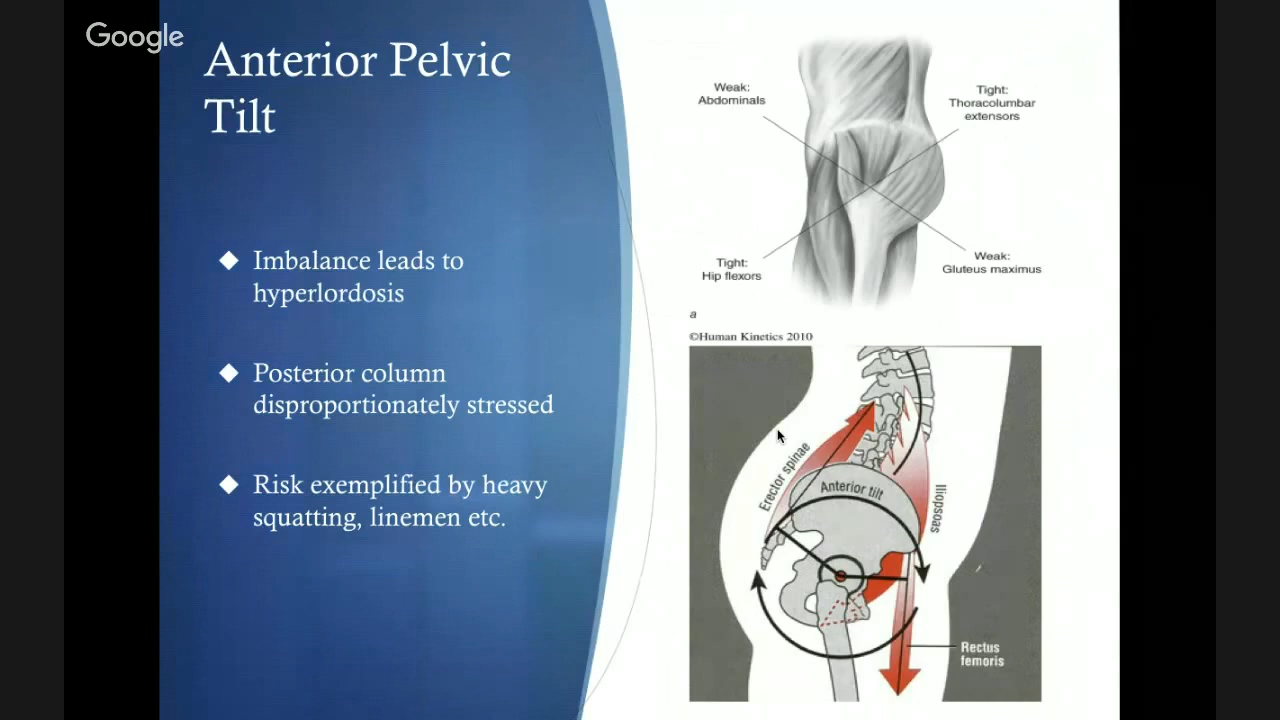 Google
Anterior Pelvic
Tilt
Imbalance leads to
hyperlordosis
Posterior column
disproportionately stressed
Risk exemplified by heavy
squatting, linemen etc.
Weak:
Abdominals
Tight:
Thoracolumbar
extensors
Tight:
Hip flexors
Weak:
Gluteus maximus
a
©Human Kinetics 2010
Erector spinae
Anterior tilt
Iliopsoas
Rectus
femoris